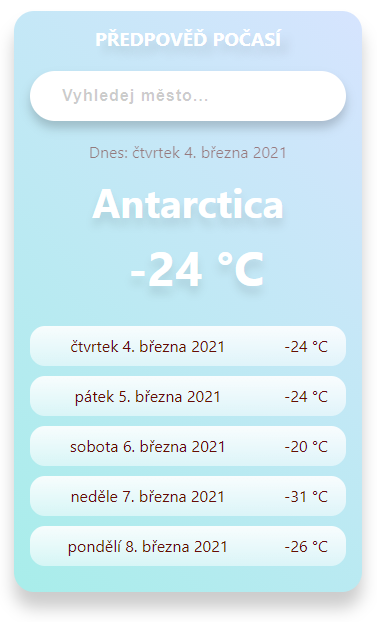 PŘEDPOVĚĎ POČASÍ
Vyhledej město...
Dnes: čtvrtek 4. března 2021
Antarctica
-24 °C
čtvrtek 4. března 2021 -24 °C
pátek 5. března 2021 -24 °C
sobota 6. března 2021 -20 °C
neděle 7. března 2021 -31 °C
pondělí 8. března 2021 -26 °C